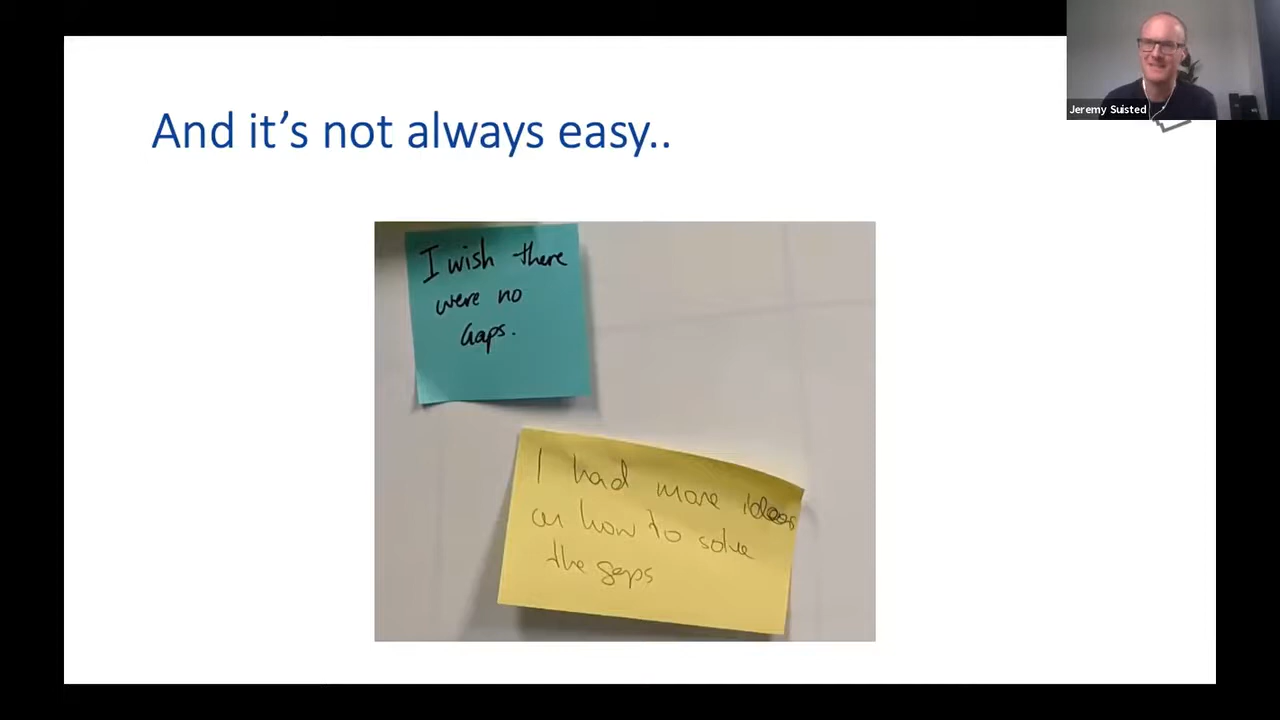 And it's not always easy..
Jeremy Suisted
I wish there
were no
Gaps.
I had more ideas
on how to solve
the gaps